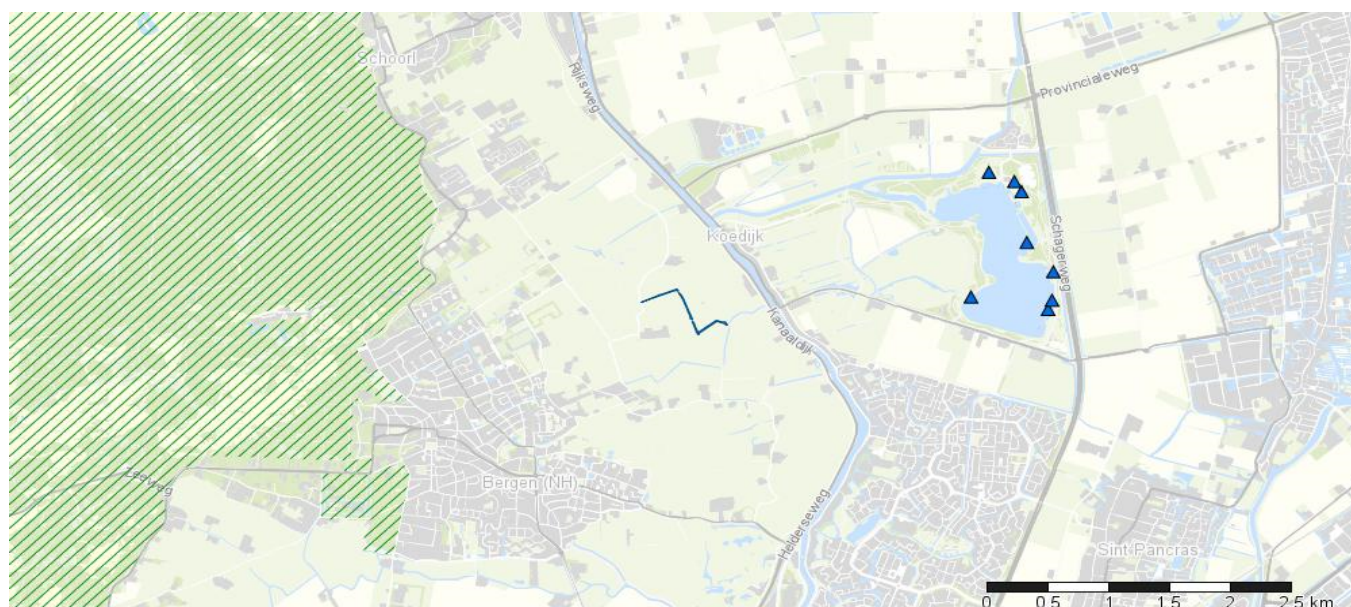 Schoorl
Rijksweg
Provincialeweg
Koedijk
Schagerweg
Kanaaldijk
Zeeweg
Bergen (NH)
Helderseweg
Sint Pancras
0 0.5 1 1.5 2 2.5 km